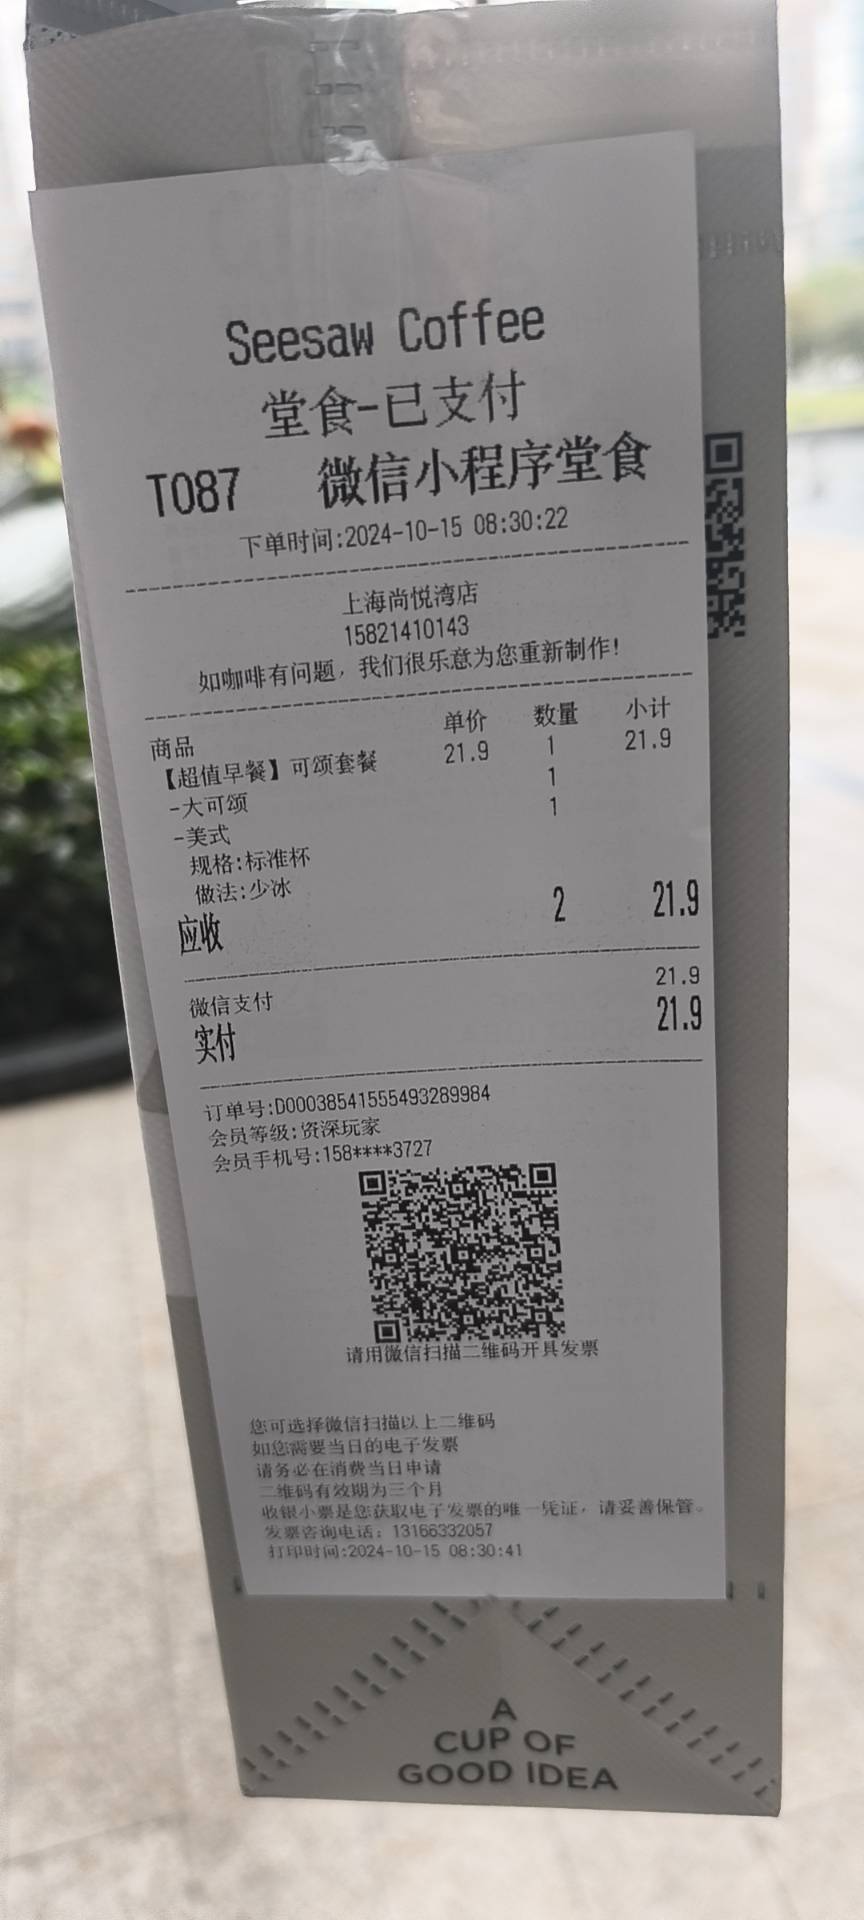 Seesaw Coffee
堂食-已支付
T087 微信小程序堂食
下单时间:2024-10-15 08:30:22
上海尚悦湾店
15821410143
如咖啡有问题，我们很乐意为您重新制作!
商品 单价 数量 小计
【超值早餐】可颂套餐 21.9 1 21.9
-大可颂 1
-美式 1
规格:标准杯
做法:少冰
应收 2 21.9
微信支付 21.9
实付 21.9
订单号:D00038541555493289984
会员等级:资深玩家
会员手机号:158****3727
请用微信扫描二维码开具发票
您可选择微信扫描以上二维码
如您需要当日的电子发票
请务必在消费当日申请
二维码有效期为三个月
收银小票是您获取电子发票的唯一凭证，请妥善保管。
发票咨询电话：13166332057
打印时间:2024-10-15 08:30:41
A
CUP OF
GOOD IDEA